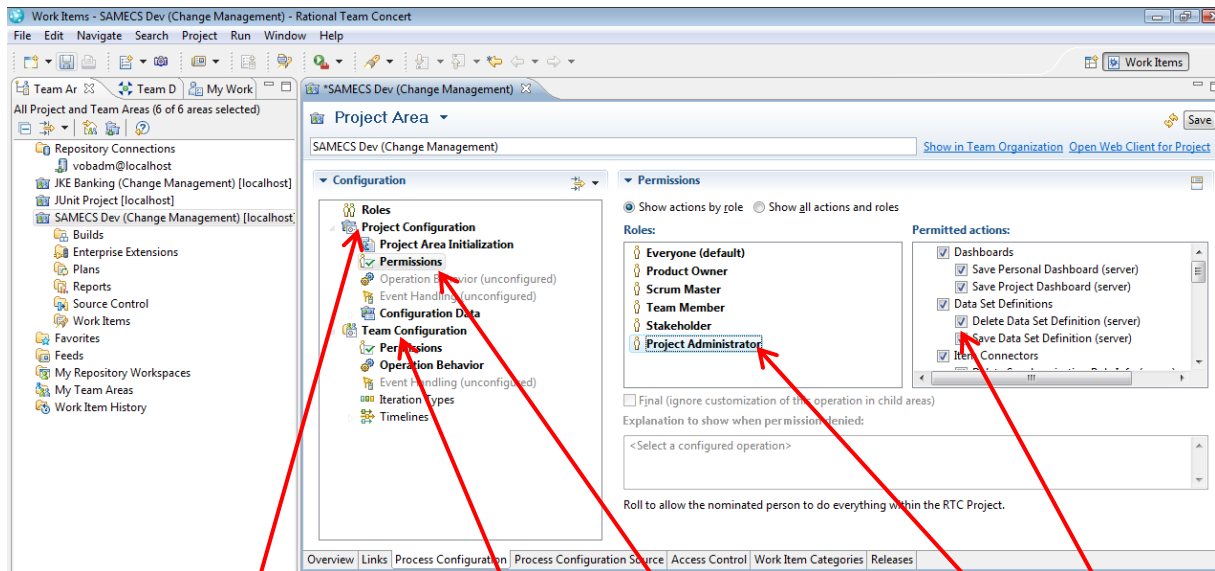 Work Items - SAMECS Dev (Change Management) - Rational Team Concert
File Edit Navigate Search Project Run Window Help
Work Items
Team Ar Team D My Work
*SAMECS Dev (Change Management)
All Project and Team Areas (6 of 6 areas selected)
Repository Connections
vobadm@localhost
JKE Banking (Change Management) [localhost]
JUnit Project [localhost]
SAMECS Dev (Change Management) [localhost
Builds
Enterprise Extensions
Plans
Reports
Source Control
Work Items
Favorites
Feeds
My Repository Workspaces
My Team Areas
Work Item History
Project Area
Save
SAMECS Dev (Change Management)
Show in Team Organization Open Web Client for Project
Configuration
Roles
Project Configuration
Project Area Initialization
Permissions
Operation Behavior (unconfigured)
Event Handling (unconfigured)
Configuration Data
Team Configuration
Permissions
Operation Behavior
Event Handling (unconfigured)
Iteration Types
Timelines
Permissions
Show actions by role Show all actions and roles
Roles:
Everyone (default)
Product Owner
Scrum Master
Team Member
Stakeholder
Project Administrator
Permitted actions:
Dashboards
Save Personal Dashboard (server)
Save Project Dashboard (server)
Data Set Definitions
Delete Data Set Definition (server)
Save Data Set Definition (server)
Item Connectors
Final (ignore customization of this operation in child areas)
Explanation to show when permission denied:
<Select a configured operation>
Roll to allow the nominated person to do everything within the RTC Project.
Overview Links Process Configuration Process Configuration Source Access Control Work Item Categories Releases